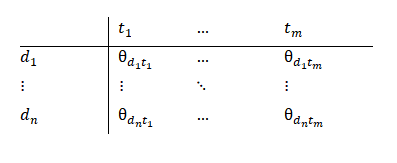 t₁ … tₘ
d₁ θ_{d₁t₁} … θ_{d₁tₘ}
⋮ ⋮ ⋱ ⋮
dₙ θ_{dₙt₁} … θ_{dₙtₘ}